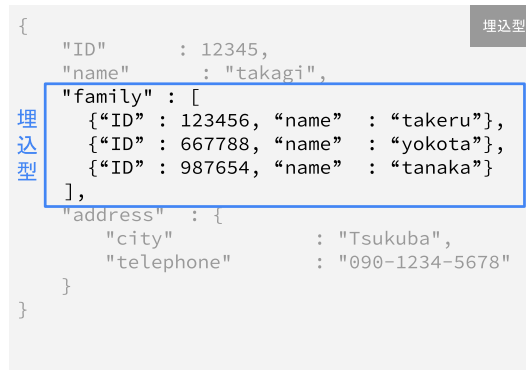 埋込型
{
"ID" : 12345,
"name" : "takagi",
埋込型
"family" : [
{“ID” : 123456, “name” : “takeru”},
{“ID” : 667788, “name” : “yokota”},
{“ID” : 987654, “name” : “tanaka”}
],
"address" : {
"city" : "Tsukuba",
"telephone" : "090-1234-5678"
}
}